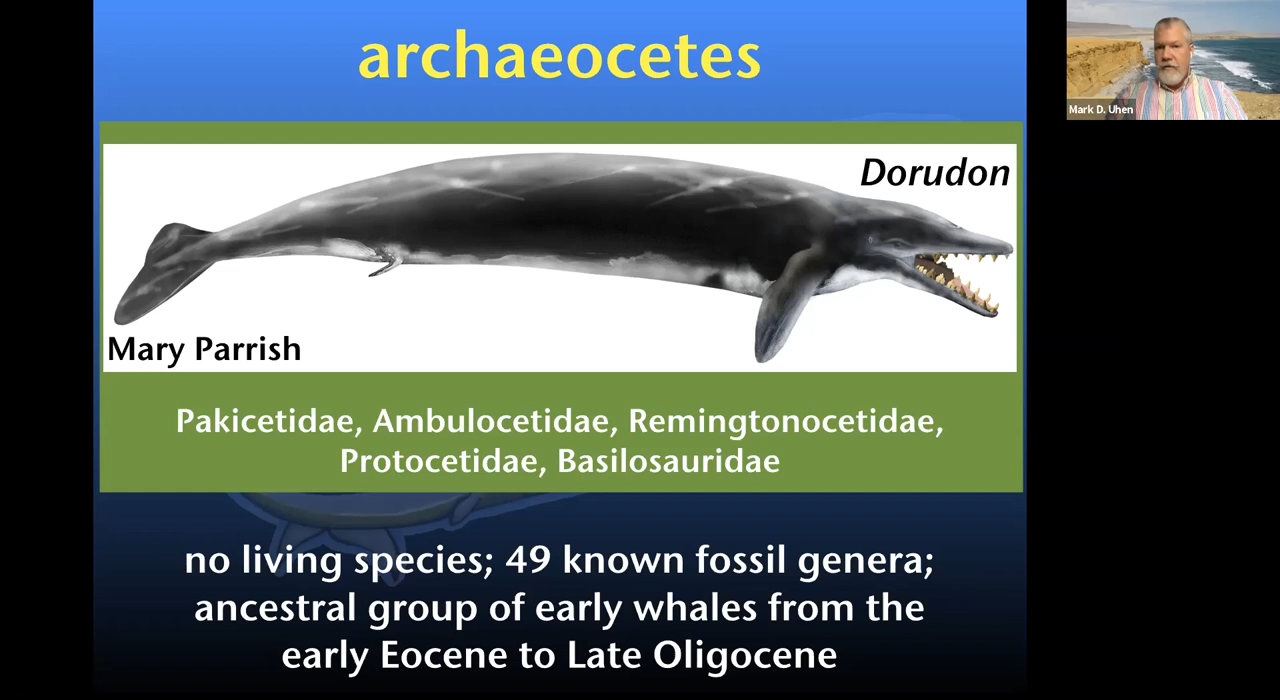 archaeocetes
Dorudon
Mary Parrish
Pakicetidae, Ambulocetidae, Remingtonocetidae,
Protocetidae, Basilosauridae
no living species; 49 known fossil genera;
ancestral group of early whales from the
early Eocene to Late Oligocene
Mark D. Uhen